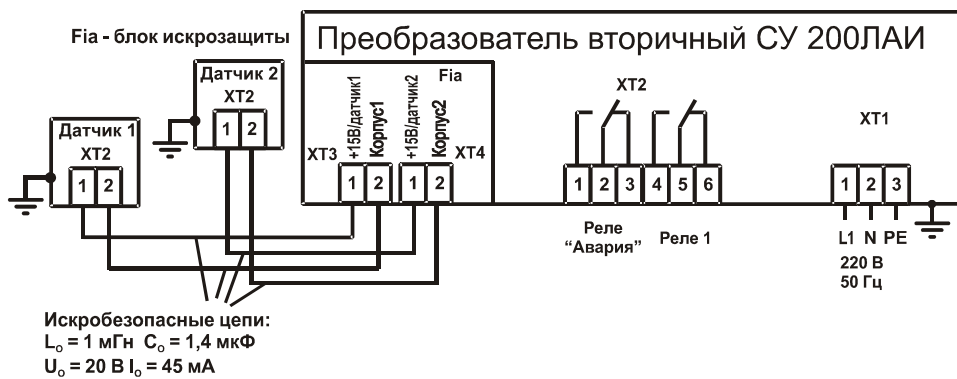 Fia - блок искрозащиты
Преобразователь вторичный СУ 200ЛАИ
Датчик 2
XT2
1 2
Датчик 1
XT2
1 2
Fia
+15В/датчик1
Корпус1
+15В/датчик2
Корпус2
XT3
XT4
1 2 1 2
XT2
1 2 3 4 5 6
Реле
“Авария”
Реле 1
XT1
1 2 3
L1 N PE
220 В
50 Гц
Искробезопасные цепи:
Lo = 1 мГн Co = 1,4 мкФ
Uo = 20 В Io = 45 мА